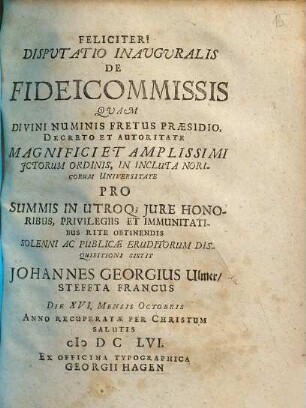 FELICITER!
DISPUTATIO INAUGURALIS
DE
FIDEICOMMISSIS
QUAM
DIVINI NUMINIS FRETUS PRÆSIDIO.
DECRETO ET AUTORITATE
MAGNIFICI ET AMPLISSIMI
JCTORUM ORDINIS, IN INCLUTA NORI-
CORUM UNIVERSITATE
PRO
SUMMIS IN UTROQ; JURE HONO-
RIBUS, PRIVILEGIIS ET IMMUNITATI-
BUS RITE OBTINENDIS
SOLENNI AC PUBLICÆ ERUDITORUM DIS-
QUISITIONI SISTIT
JOHANNES GEORGIUS Ulmer/
STEFFTA FRANCUS
DIE XVI, MENSIS OCTOBRIS
ANNO RECUPERATÆ PER CHRISTUM
SALUTIS
cIↄ DC LVI.
EX OFFICINA TYPOGRAPHICA
GEORGII HAGEN